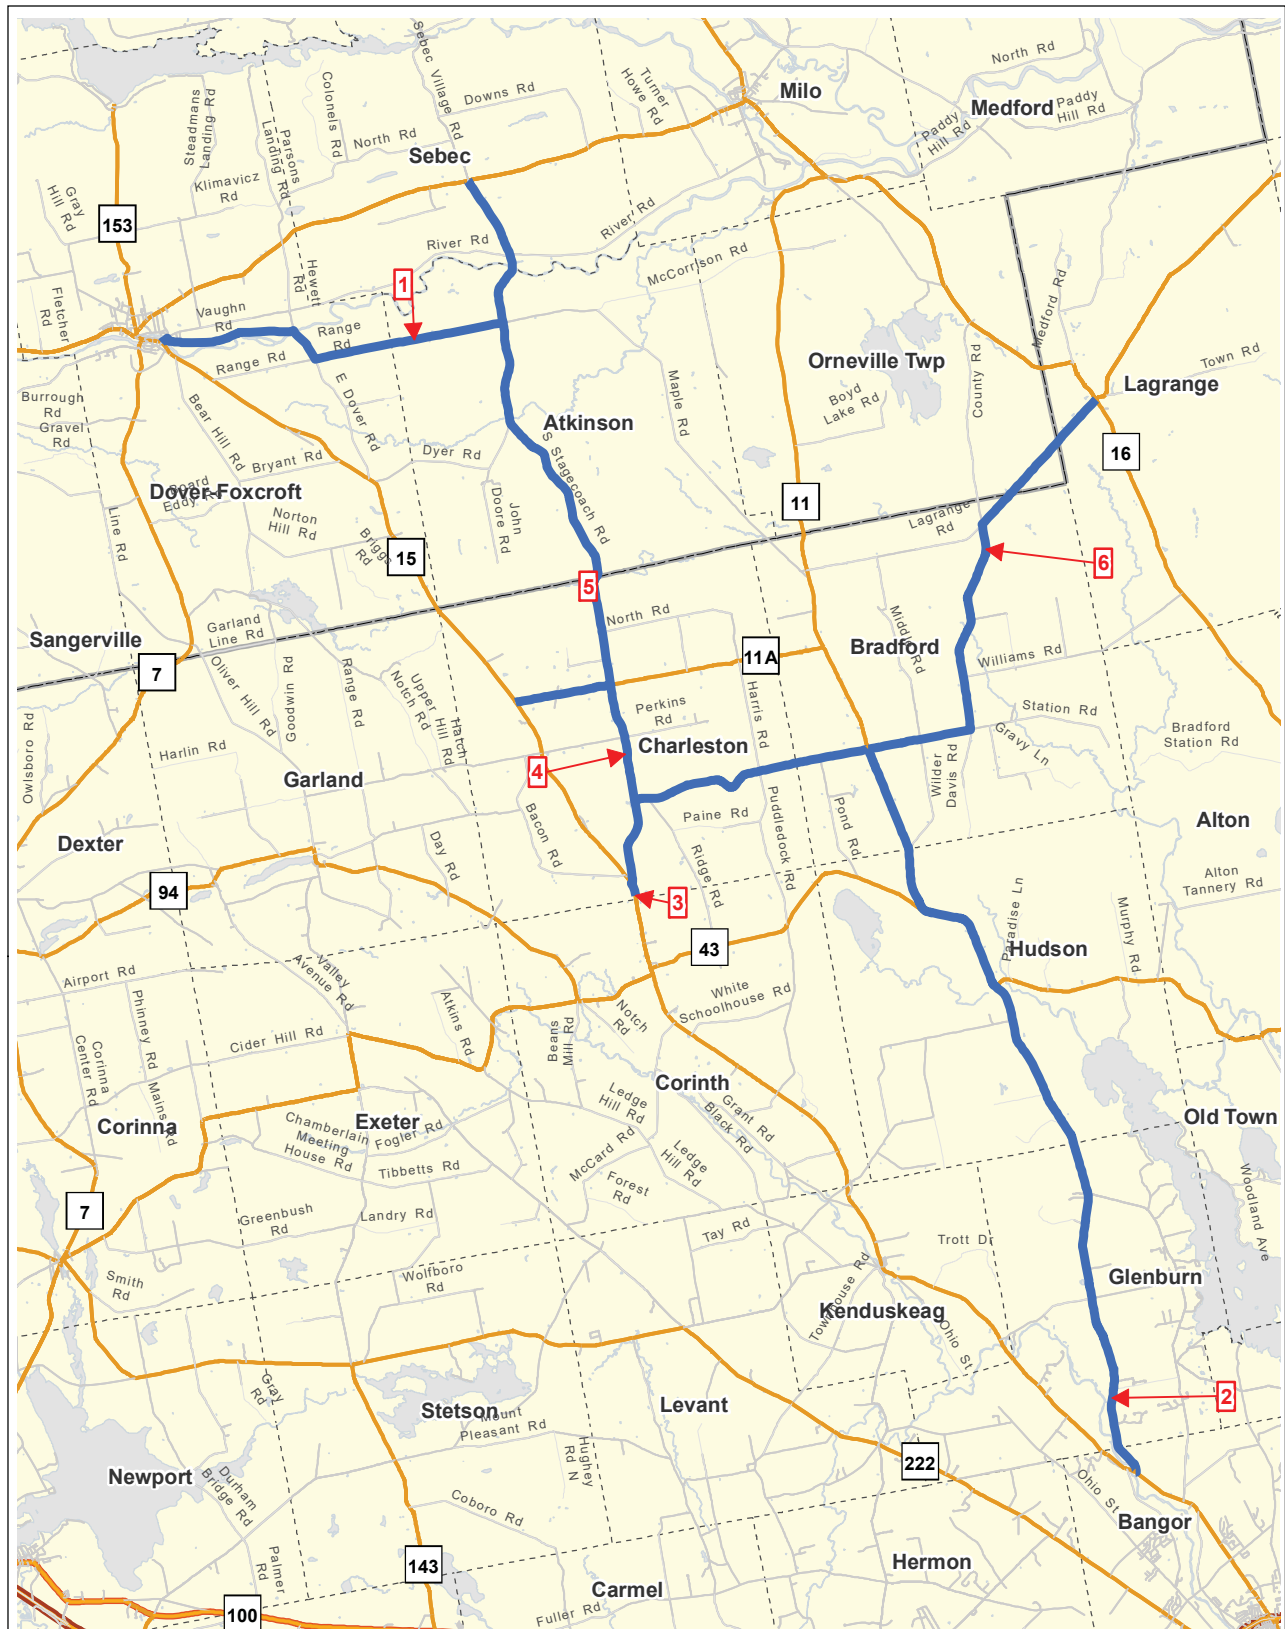 Sebec Village Rd
North Rd
Turner
Howe Rd
Milo
Downs Rd
Medford
Paddy
Hill Rd
Paddy
Hill Rd
Steadmans
Landing Rd
Colonels Rd
Parsons
Landing Rd
North Rd
Sebec
Klimavicz
Rd
Gray
Hill Rd
153
River Rd
River Rd
McCorrison Rd
Hewett
Rd
1
Fletcher
Rd
Vaughn
Rd
Range
Rd
Medford Rd
Range Rd
Orneville Twp
County Rd
Town Rd
Lagrange
E Dover Rd
Maple Rd
Boyd
Lake Rd
Burrough
Rd
Gravel
Rd
Bear Hill Rd
Atkinson
S Stagecoach Rd
Dyer Rd
16
Bryant Rd
Board
Eddy Rd
Dover-Foxcroft
John
Doore Rd
11
Norton
Hill Rd
Line Rd
Lagrange
Rd
Briggs
Rd
15
6
5
North Rd
Garland
Line Rd
Sangerville
Middle Rd
Bradford
11A
Williams Rd
7
Oliver Hill Rd
Goodwin Rd
Range Rd
Upper
Notch Rd
Hatch
Hill Rd
Perkins
Rd
Harris Rd
Station Rd
Owlsboro Rd
Harlin Rd
Charleston
Gravy Ln
Bradford
Station Rd
4
Garland
Wilder
Davis Rd
Bacon Rd
Paine Rd
Puddledock Rd
Pond Rd
Alton
Dexter
Day Rd
Ridge Rd
Alton
Tannery Rd
94
3
Paradise Ln
Murphy Rd
43
Hudson
Airport Rd
Valley
Avenue Rd
Phinney Rd
Atkins Rd
White
Schoolhouse Rd
Notch
Rd
Cider Hill Rd
Beans
Mill Rd
Corinna
Center Rd
Corinth
Mains Rd
Ledge
Hill Rd
Grant Rd
Black Rd
Corinna
Exeter
Chamberlain
Meeting
House Rd
Fogler Rd
Old Town
McCard Rd
Ledge
Hill Rd
Tibbetts Rd
Forest
Rd
Woodland Ave
7
Greenbush
Rd
Landry Rd
Tay Rd
Trott Dr
Smith
Rd
Wolfboro
Rd
Glenburn
Townhouse Rd
Kenduskeag
Ohio St
Gray
Rd
2
Stetson
Levant
Mount
Pleasant Rd
Hughey
Rd N
222
Newport
Durham
Bridge Rd
Ohio St
Coboro Rd
Bangor
143
Hermon
Palmer
Rd
Carmel
100
Fuller Rd